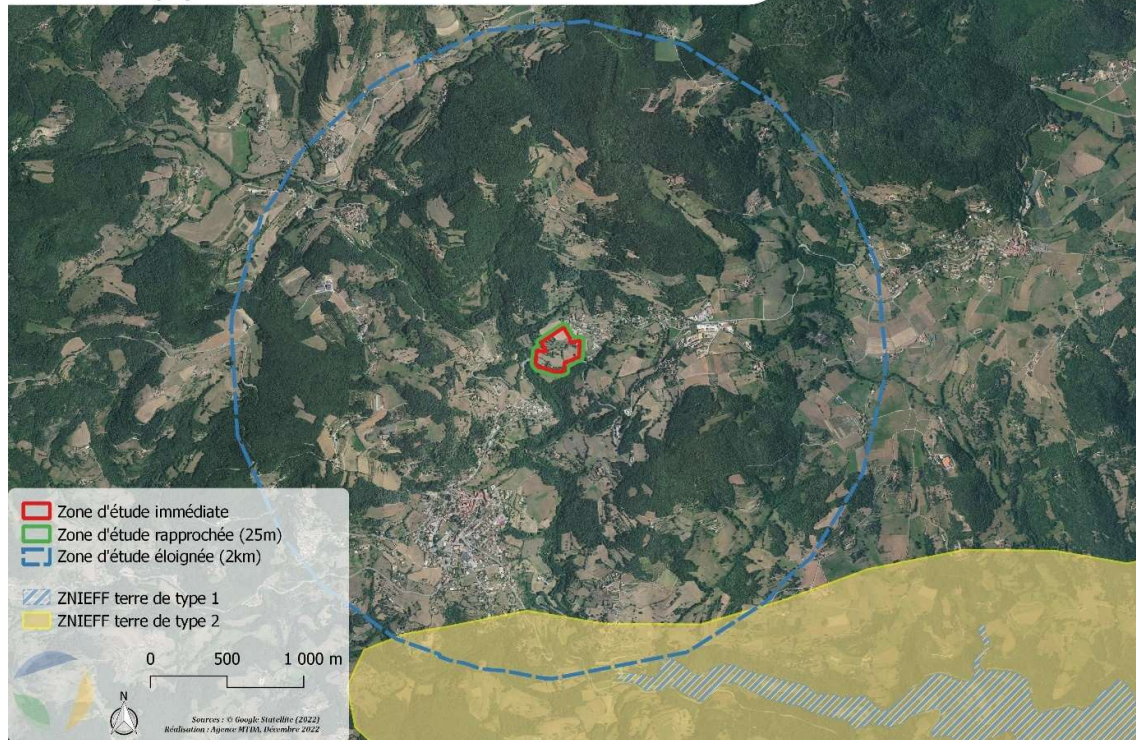 Zone d'étude immédiate
Zone d'étude rapprochée (25m)
Zone d'étude éloignée (2km)
ZNIEFF terre de type 1
ZNIEFF terre de type 2
0 500 1 000 m
N
Sources : © Google Statellite (2022)
Réalisation : Agence MTDA, Décembre 2022